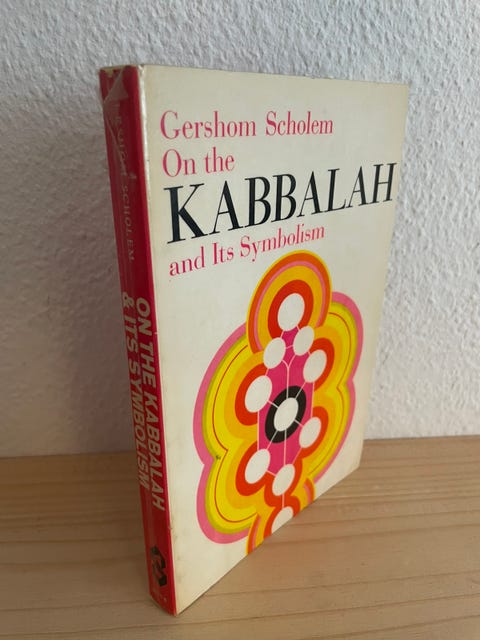 Gershom Scholem
On the
KABBALAH
and Its Symbolism
SCHOLEM
ON THE KABBALAH
& ITS SYMBOLISM